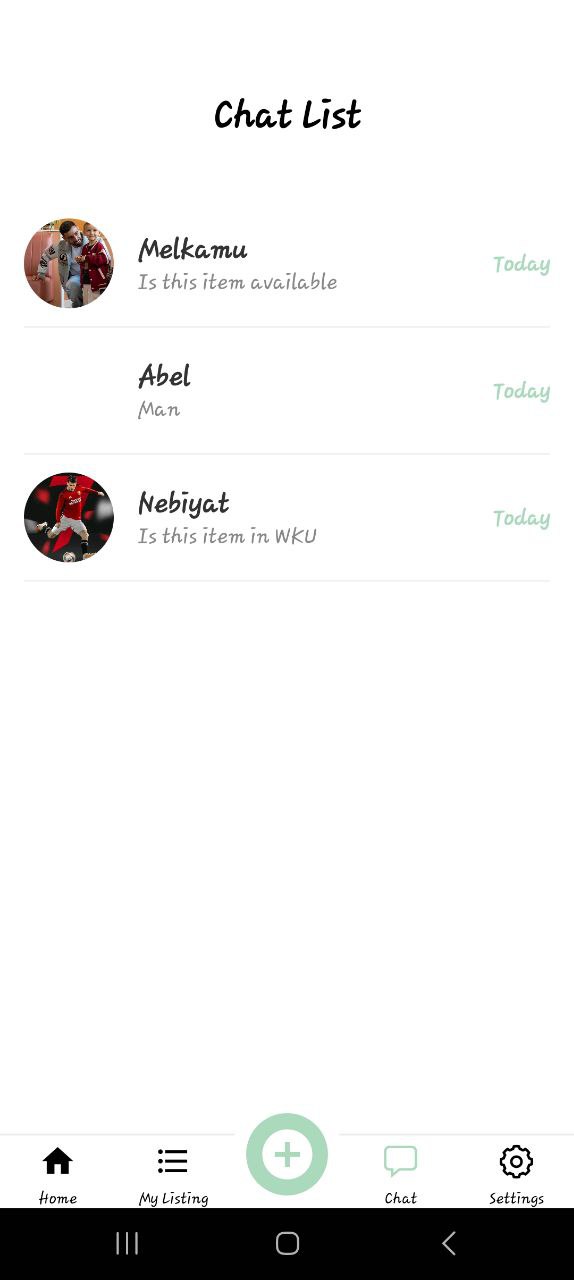 Chat List
Melkamu
Is this item available
Today
Abel
Man
Today
Nebiyat
Is this item in WKU
Today
Home
My Listing
Chat
Settings